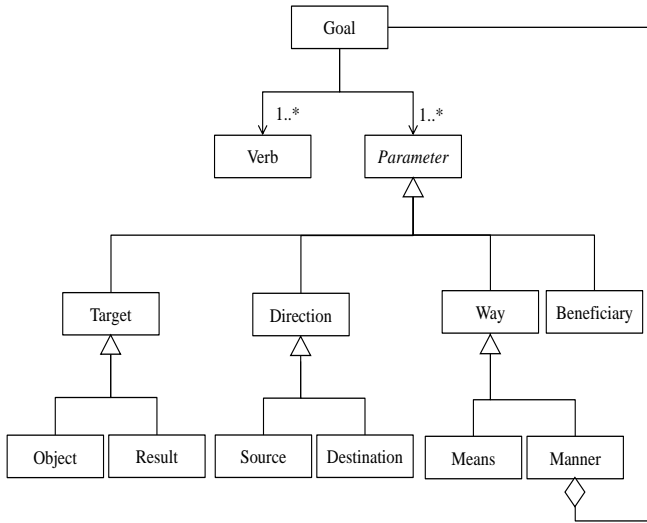 Goal
1..* 1..*
Verb Parameter
Target Direction Way Beneficiary
Object Result Source Destination Means Manner